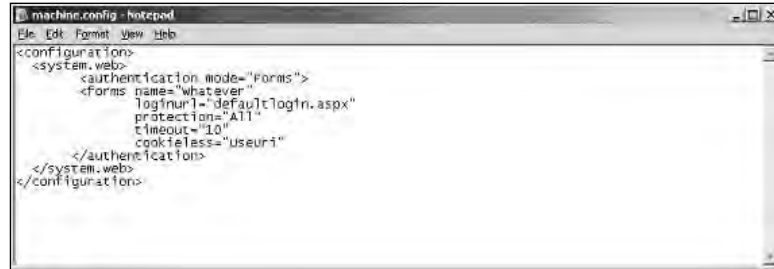 machine.config - Notepad
File Edit Format View Help
<configuration>
<system.web>
<authentication mode="Forms">
<forms name="whatever"
loginurl="defaultlogin.aspx"
protection="All"
timeout="10"
cookieless="useuri"
</authentication>
</system.web>
</configuration>